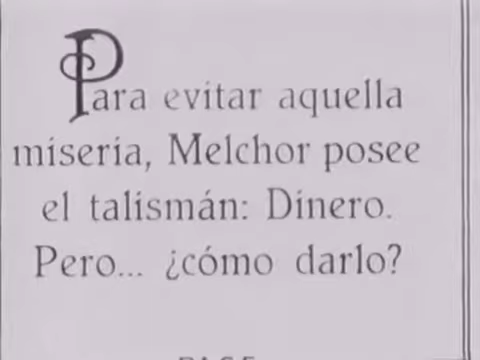 Para evitar aquella
miseria, Melchor posee
el talismán: Dinero.
Pero... ¿cómo darlo?